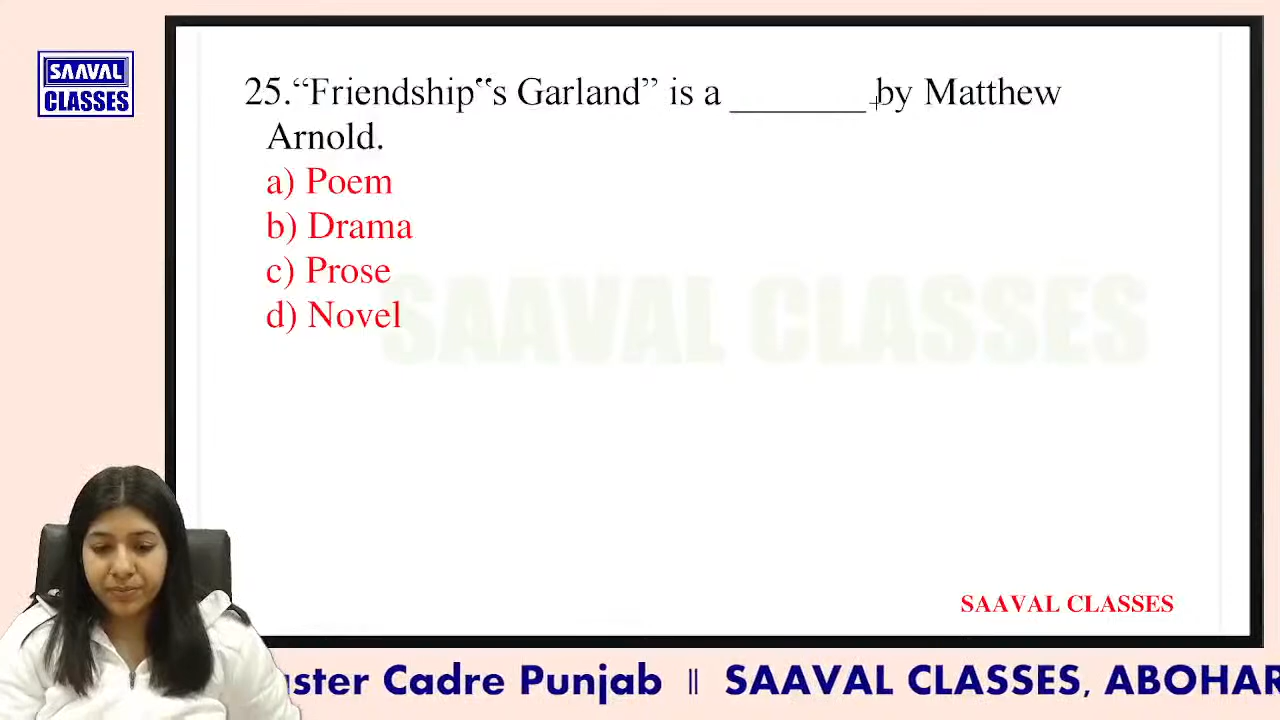 SAAVAL
CLASSES
25.“Friendship‟s Garland” is a ________ by Matthew
Arnold.
a) Poem
b) Drama
c) Prose
d) Novel
SAAVAL CLASSES
SAAVAL CLASSES
aster Cadre Punjab || SAAVAL CLASSES, ABOHAR